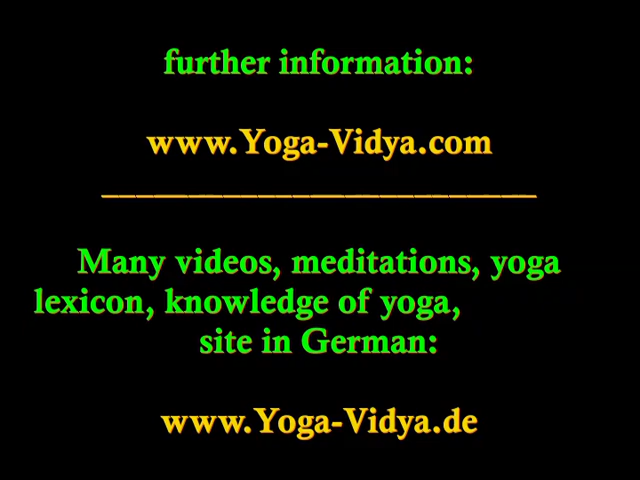 further information:
www.Yoga-Vidya.com
Many videos, meditations, yoga
lexicon, knowledge of yoga,
site in German:
www.Yoga-Vidya.de